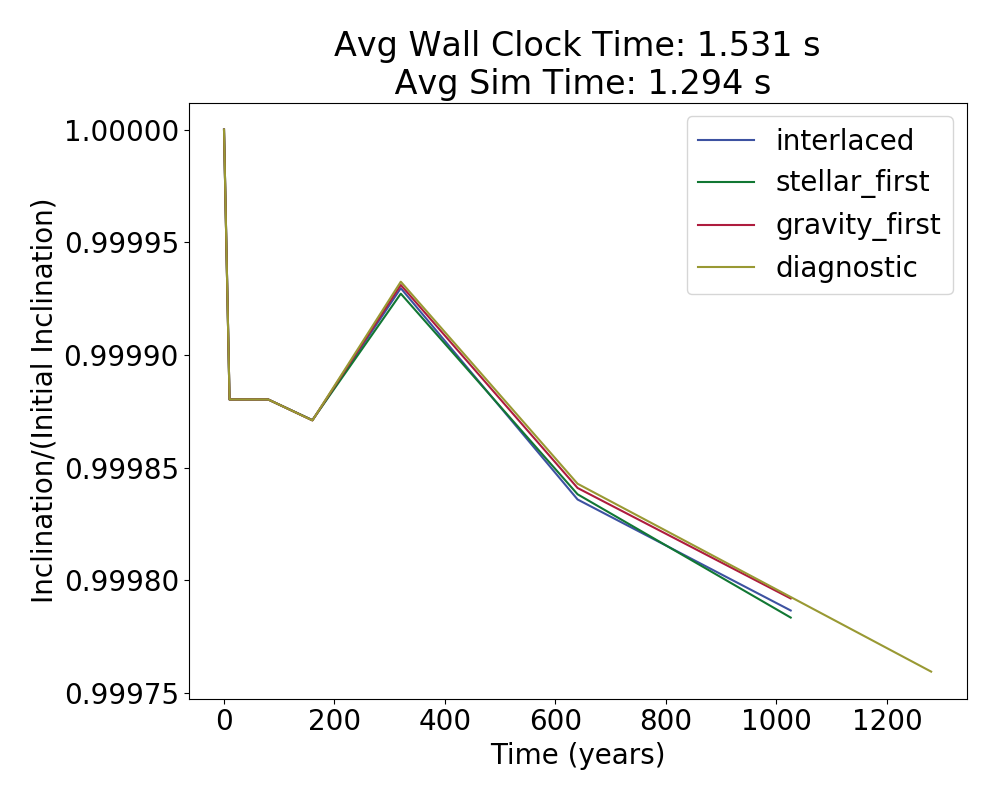 Avg Wall Clock Time: 1.531 s
Avg Sim Time: 1.294 s
1.00000
0.99995
0.99990
0.99985
0.99980
0.99975
Inclination/(Initial Inclination)
interlaced
stellar_first
gravity_first
diagnostic
0 200 400 600 800 1000 1200
Time (years)